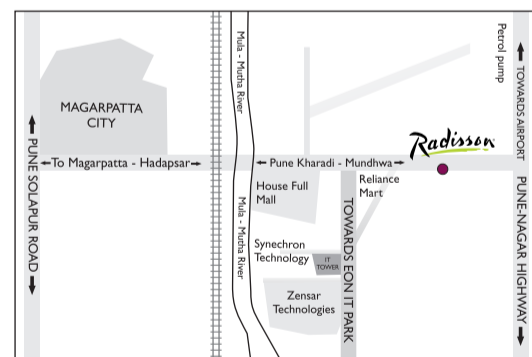 Petrol pump
TOWARDS AIRPORT
Mula - Mutha River
MAGARPATTA
CITY
Radisson
PUNE SOLAPUR ROAD
To Magarpatta - Hadapsar
Pune Kharadi - Mundhwa
House Full
Mall
Reliance
Mart
PUNE-NAGAR HIGHWAY
Mula - Mutha River
TOWARDS EON IT PARK
Synechron
Technology
IT
TOWER
Zensar
Technologies